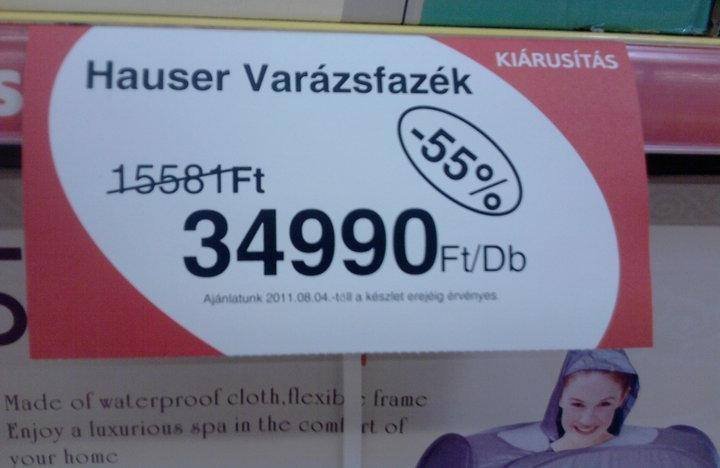 KIÁRUSÍTÁS
Hauser Varázsfazék
-55%
15581Ft
34990Ft/Db
Ajánlatunk 2011.08.04.-től a készlet erejéig érvényes.
Made of waterproof cloth,flexib frame
Enjoy a luxurious spa in the com rt of
your home